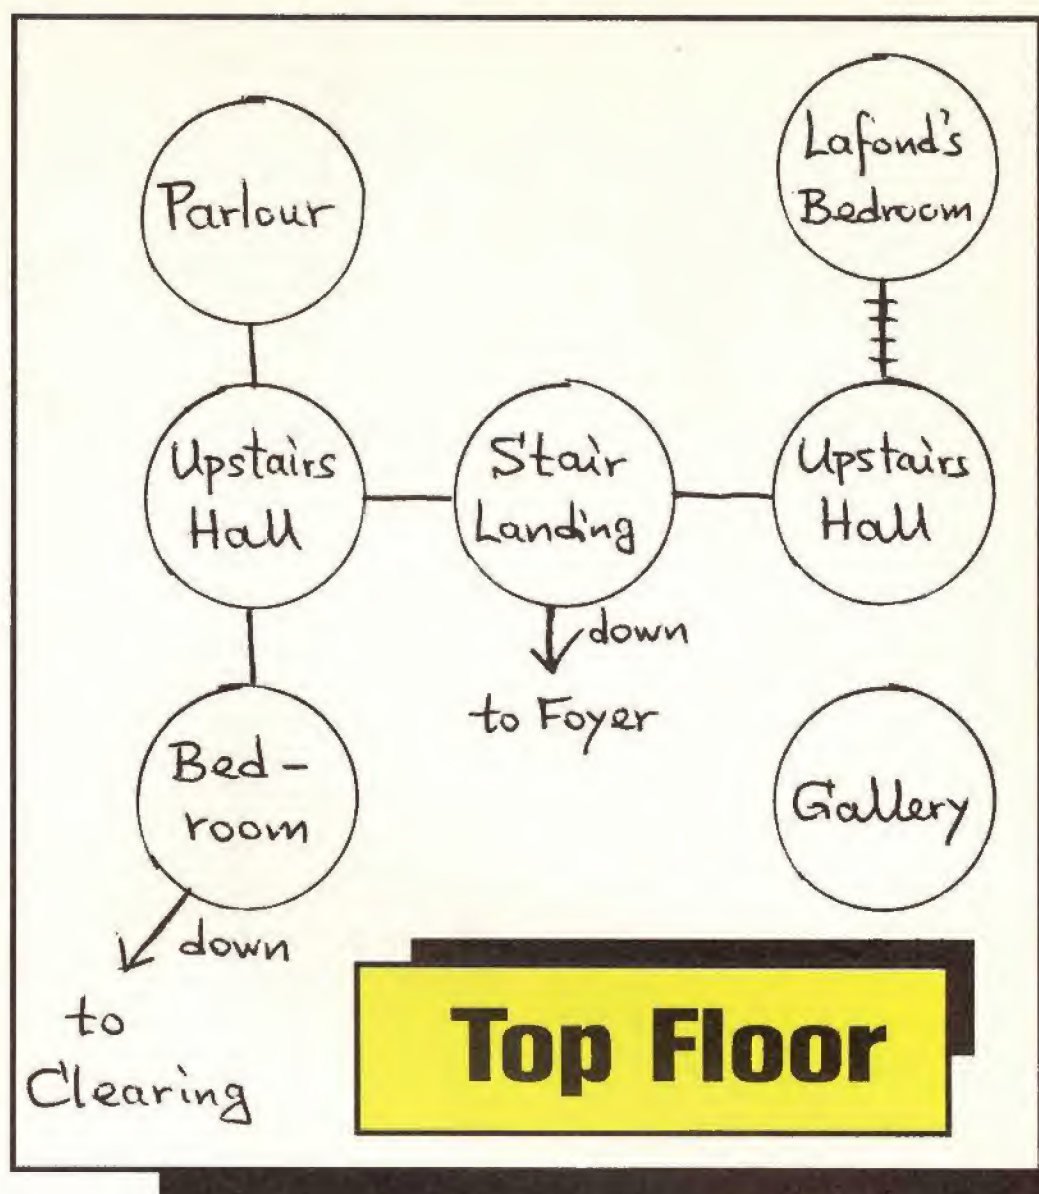 Parlour
Lafond's
Bedroom
Upstairs
Hall
Stair
Landing
Upstairs
Hall
down
to Foyer
Bed-
room
Gallery
down
to
Clearing
Top Floor